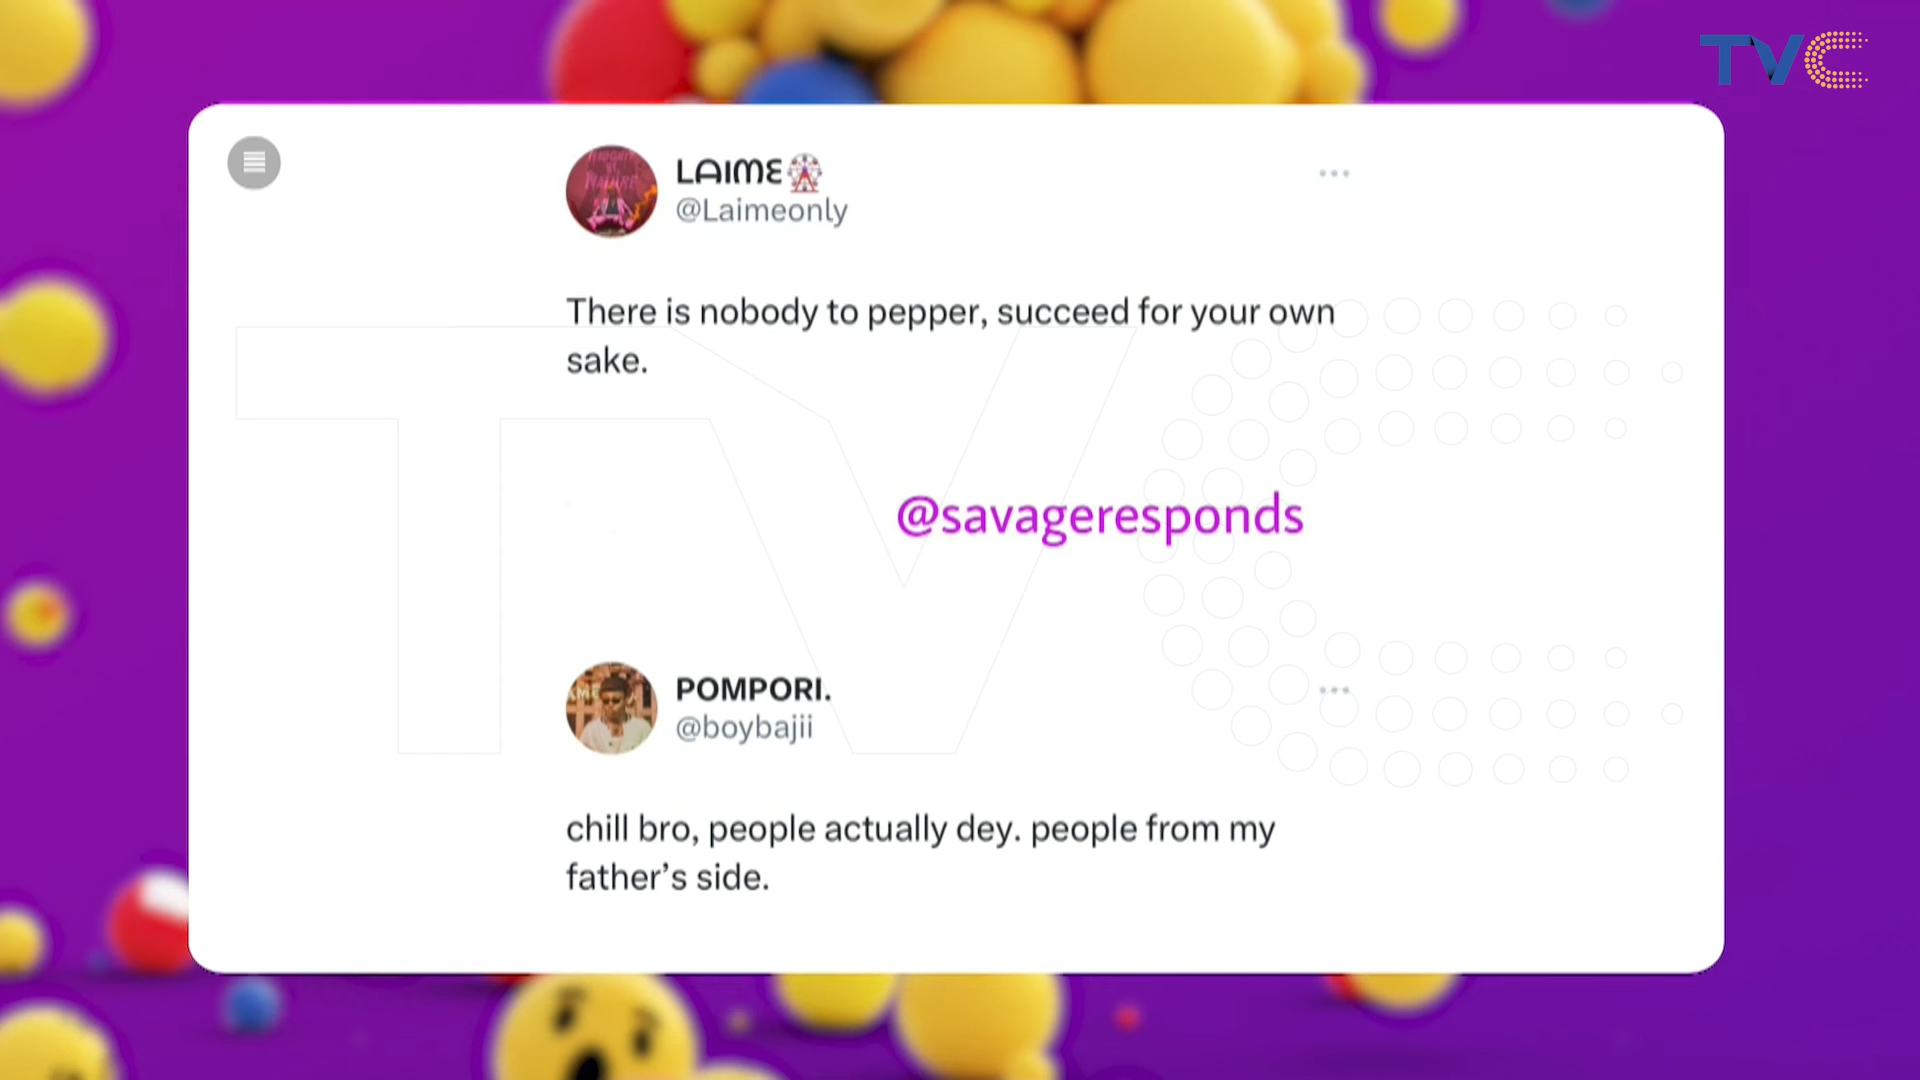 TVC
LAIME🎡
@Laimeonly
There is nobody to pepper, succeed for your own
sake.
@savageresponds
POMPORI.
@boybajii
chill bro, people actually dey. people from my
father’s side.